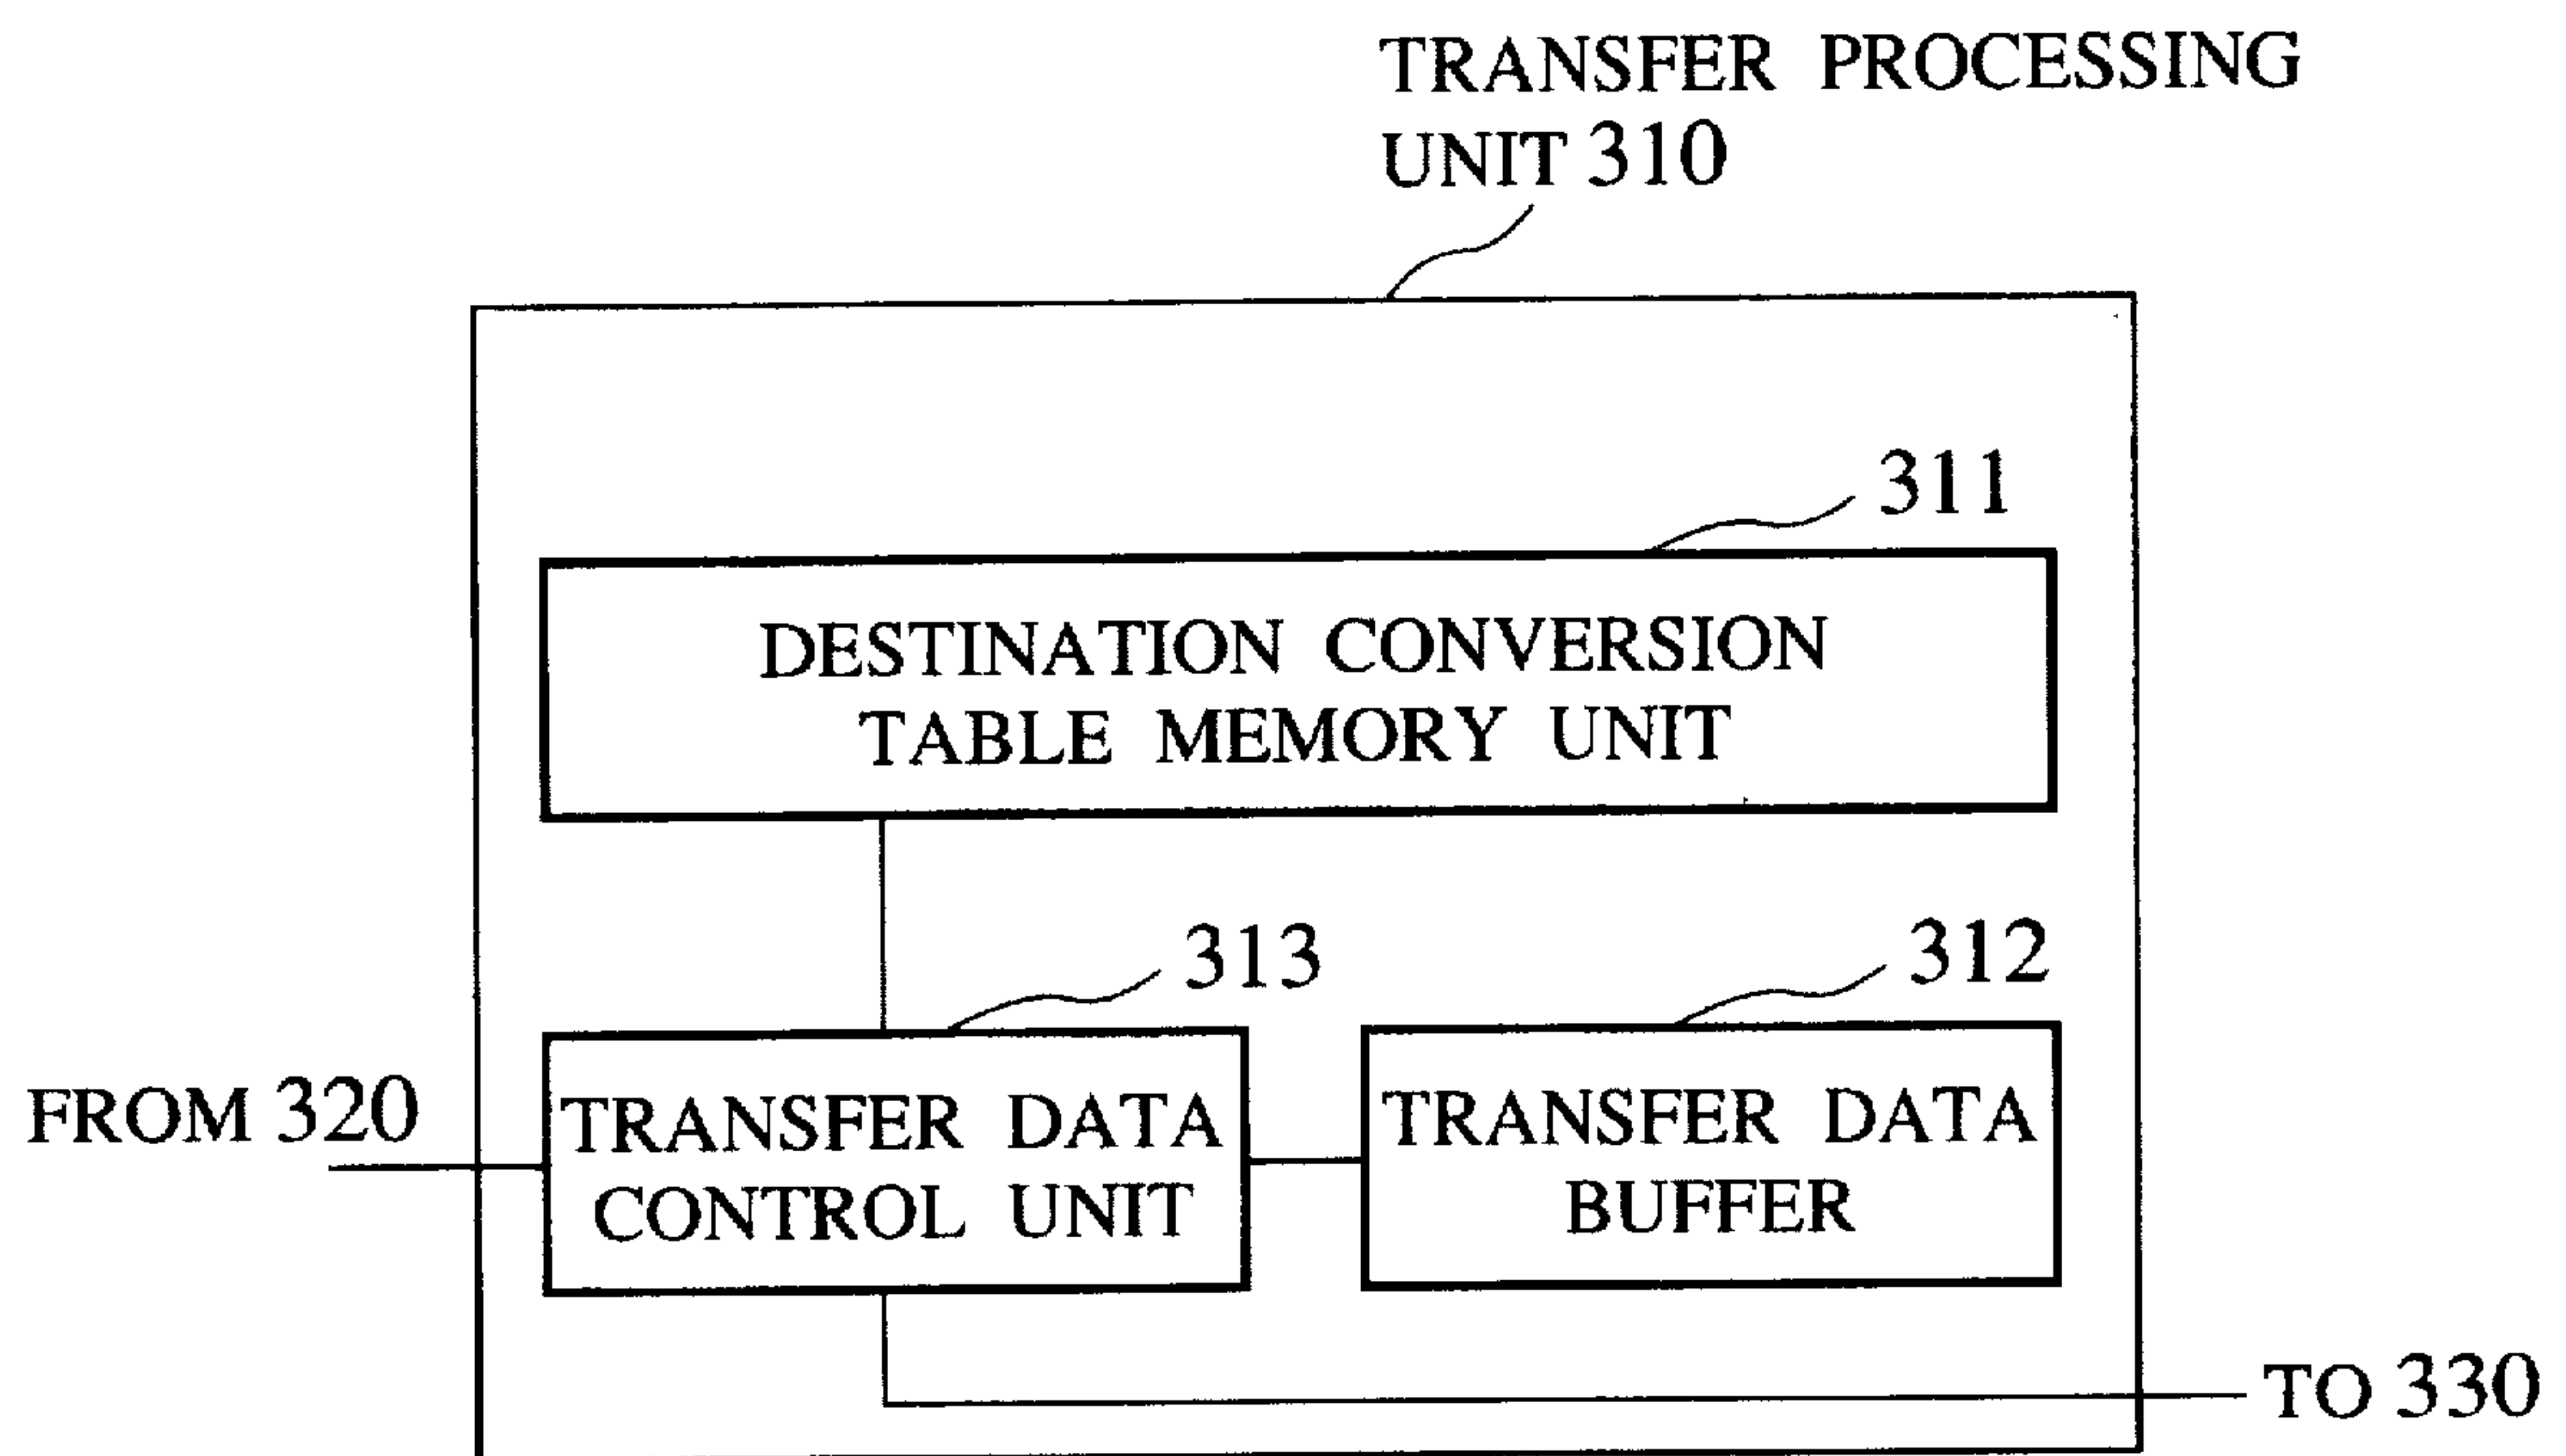 TRANSFER PROCESSING
UNIT 310
311
DESTINATION CONVERSION
TABLE MEMORY UNIT
313
312
FROM 320
TRANSFER DATA
CONTROL UNIT
TRANSFER DATA
BUFFER
TO 330